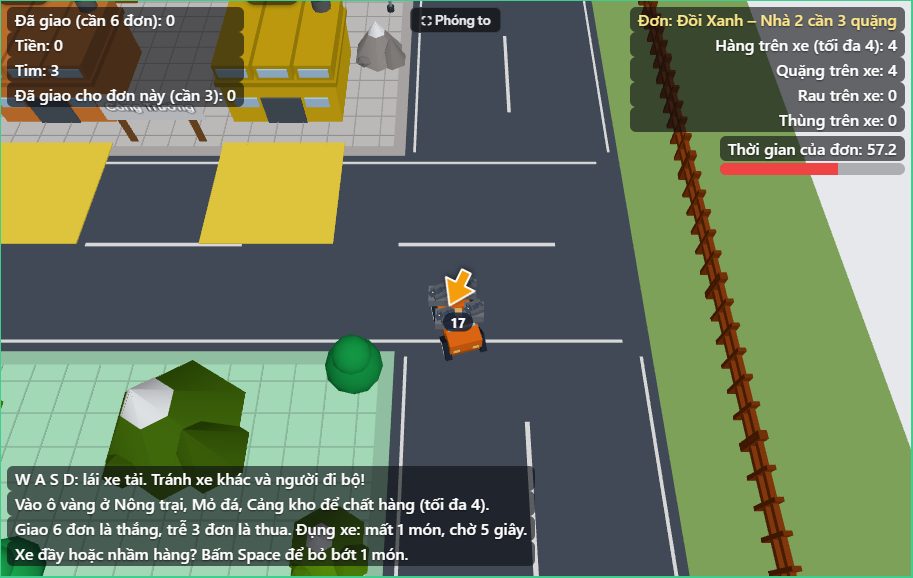 Đã giao (cần 6 đơn): 0
Tiền: 0
Tim: 3
Đã giao cho đơn này (cần 3): 0
Phóng to
Đơn: Đồi Xanh – Nhà 2 cần 3 quặng
Hàng trên xe (tối đa 4): 4
Quặng trên xe: 4
Rau trên xe: 0
Thùng trên xe: 0
Thời gian của đơn: 57.2
17
W A S D: lái xe tải. Tránh xe khác và người đi bộ!
Vào ô vàng ở Nông trại, Mỏ đá, Cảng kho để chất hàng (tối đa 4).
Giao 6 đơn là thắng, trễ 3 đơn là thua. Đụng xe: mất 1 món, chờ 5 giây.
Xe đầy hoặc nhầm hàng? Bấm Space để bỏ bớt 1 món.